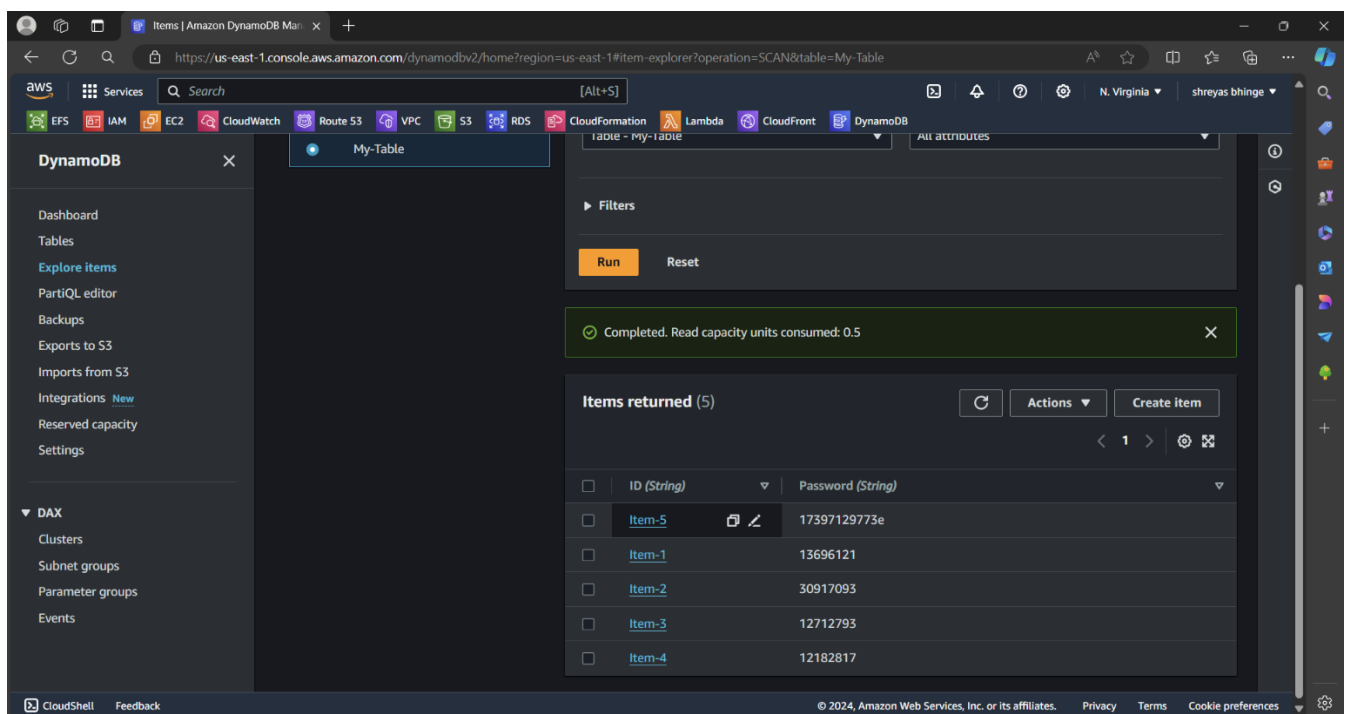 Items | Amazon DynamoDB Man
https://us-east-1.console.aws.amazon.com/dynamodbv2/home?region=us-east-1#item-explorer?operation=SCAN&table=My-Table
aws Services Search [Alt+S] N. Virginia ▼ shreyas bhinge ▼
EFS IAM EC2 CloudWatch Route 53 VPC S3 RDS CloudFormation Lambda CloudFront DynamoDB
DynamoDB
Dashboard
Tables
Explore items
PartiQL editor
Backups
Exports to S3
Imports from S3
Integrations New
Reserved capacity
Settings
▼ DAX
Clusters
Subnet groups
Parameter groups
Events
My-Table
Table - My-Table All attributes
Filters
Run Reset
Completed. Read capacity units consumed: 0.5
Items returned (5) Actions ▼ Create item
1
ID (String) Password (String)
Item-5 17397129773e
Item-1 13696121
Item-2 30917093
Item-3 12712793
Item-4 12182817
CloudShell Feedback © 2024, Amazon Web Services, Inc. or its affiliates. Privacy Terms Cookie preferences